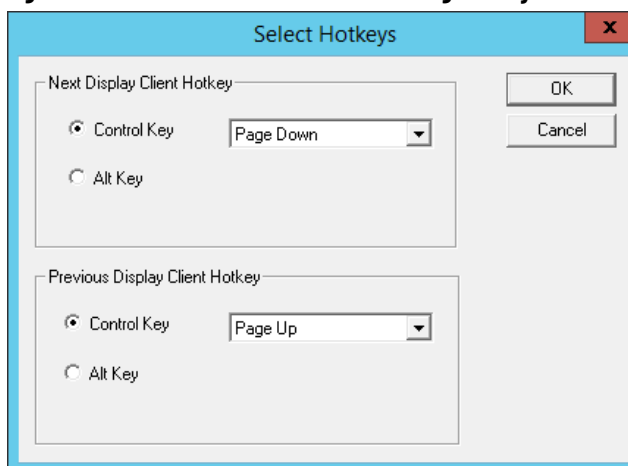 Select Hotkeys
x
Next Display Client Hotkey
OK
Control Key
Page Down
Cancel
Alt Key
Previous Display Client Hotkey
Control Key
Page Up
Alt Key